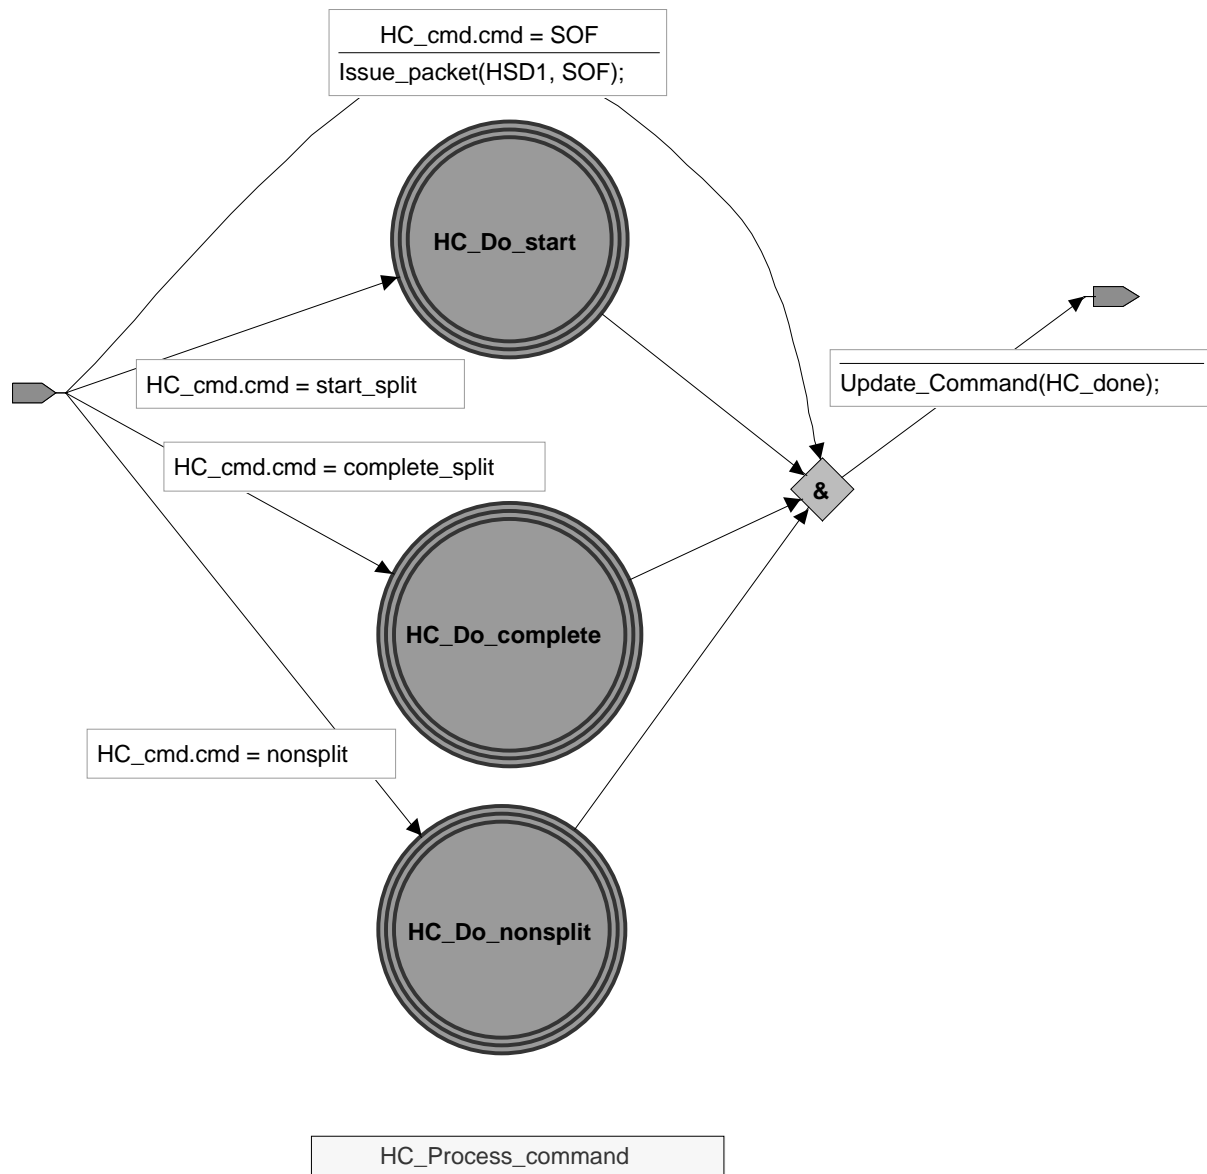 HC_cmd.cmd = SOF
Issue_packet(HSD1, SOF);
HC_Do_start
HC_cmd.cmd = start_split
Update_Command(HC_done);
HC_cmd.cmd = complete_split
&
HC_Do_complete
HC_cmd.cmd = nonsplit
HC_Do_nonsplit
HC_Process_command